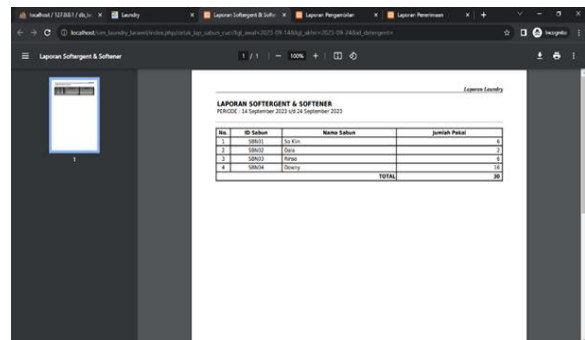 localhost / 127.0.0.1 / db_l
Laundry
Laporan Softergent & Softe
Laporan Pengambilan
Laporan Penerimaan
Incognito
Laporan Softergent & Softener
1 / 1
100%
1
Laporan Laundry
LAPORAN SOFTERGENT & SOFTENER
PERIODE : 14 September 2023 s/d 24 September 2023
No. ID Sabun Nama Sabun Jumlah Pakai
1 SBN01 So Klin 6
2 SBN02 Daia 2
3 SBN03 Rinso 6
4 SBN04 Downy 16
TOTAL 30